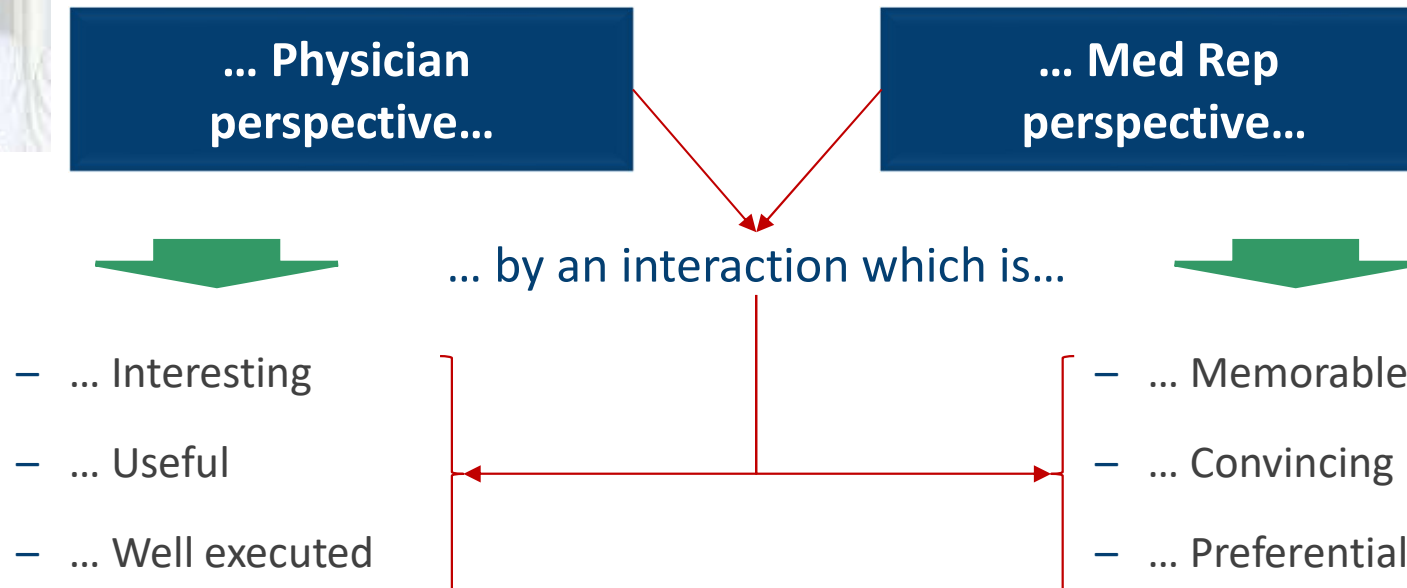 … Physician
perspective…
… Med Rep
perspective…
… by an interaction which is…
– … Interesting
– … Useful
– … Well executed
– … Memorable
– … Convincing
– … Preferential